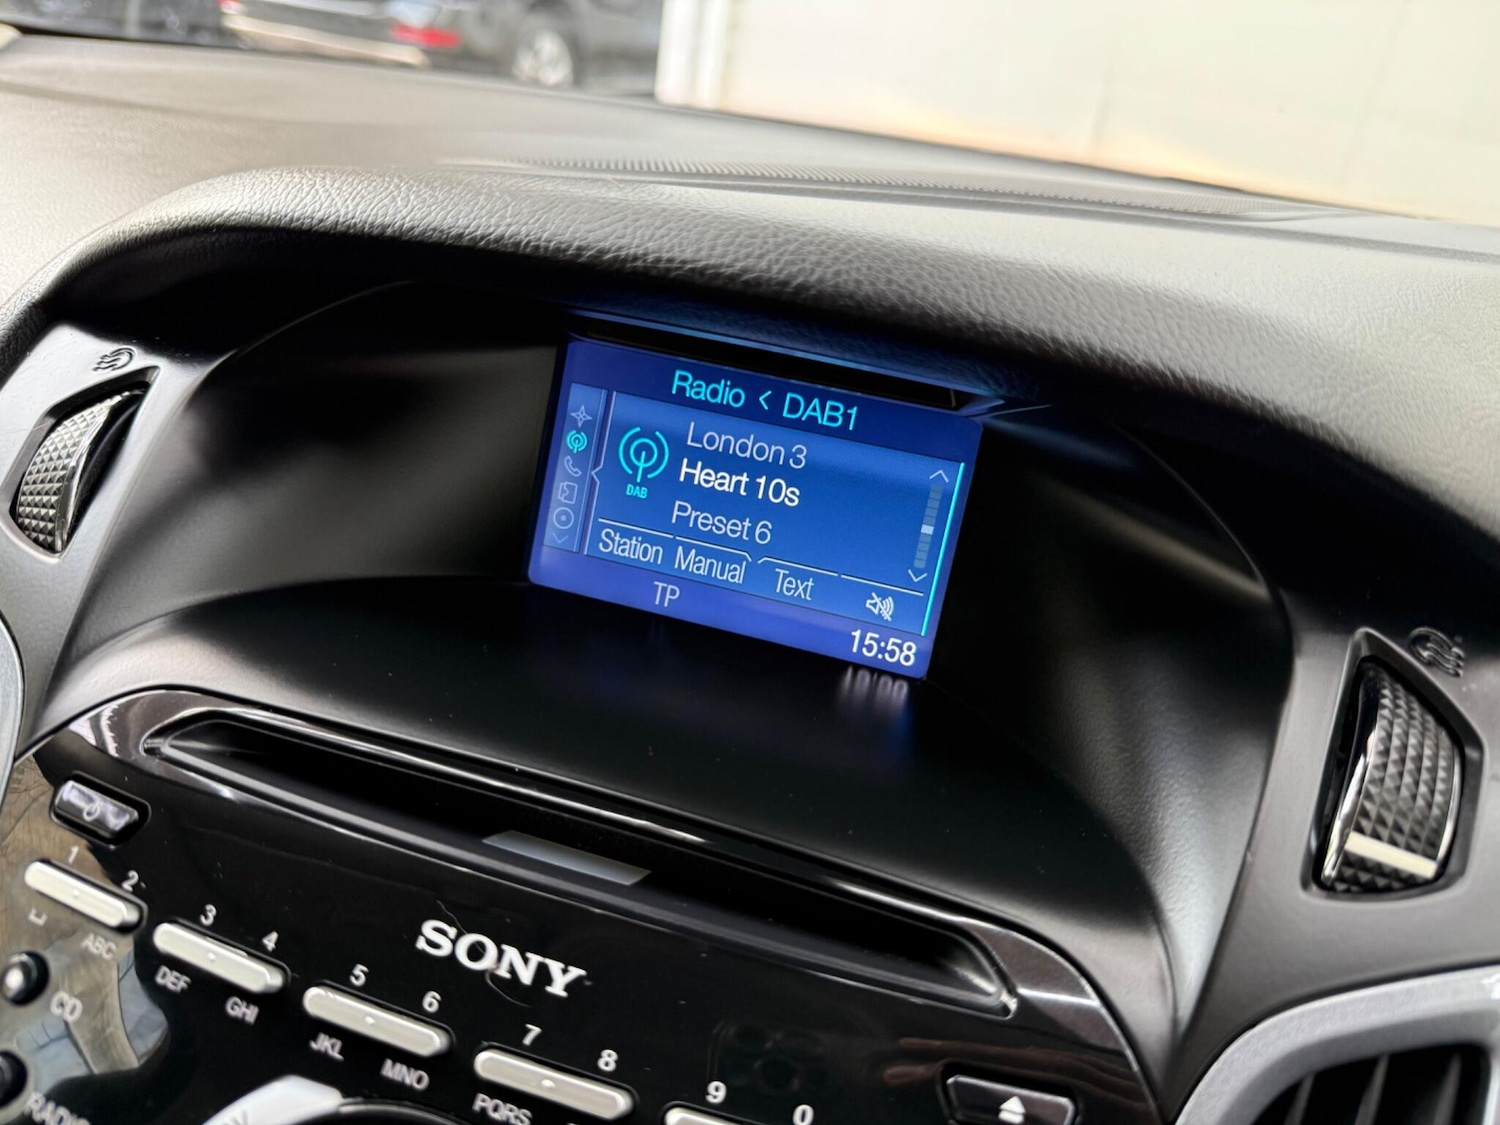 Radio < DAB1
London 3
Heart 10s
DAB
Preset 6
Station Manual Text
TP
15:58
SONY
1 2
ABC
3 4
DEF GHI
5 6
JKL MNO
7 8
PQRS
9 0
CD
RADIO